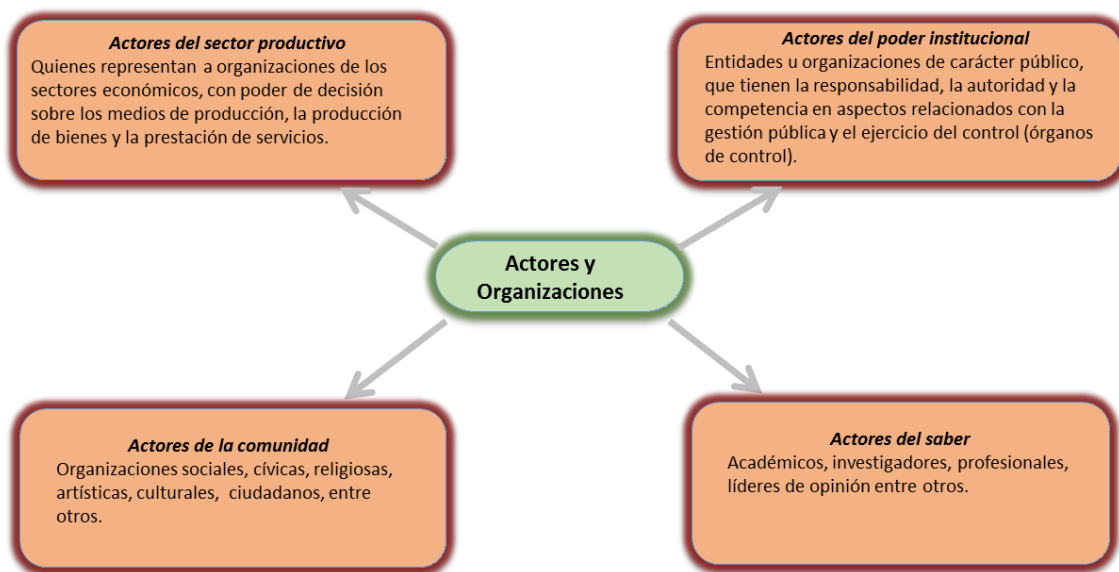 Actores del sector productivo
Quienes representan a organizaciones de los
sectores económicos, con poder de decisión
sobre los medios de producción, la producción
de bienes y la prestación de servicios.
Actores del poder institucional
Entidades u organizaciones de carácter público,
que tienen la responsabilidad, la autoridad y la
competencia en aspectos relacionados con la
gestión pública y el ejercicio del control (órganos
de control).
Actores y
Organizaciones
Actores de la comunidad
Organizaciones sociales, cívicas, religiosas,
artísticas, culturales, ciudadanos, entre
otros.
Actores del saber
Académicos, investigadores, profesionales,
líderes de opinión entre otros.